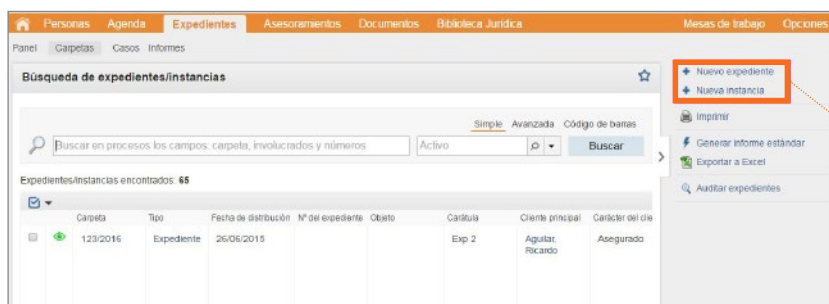 Personas Agenda Expedientes Asesoramientos Documentos Biblioteca Jurídica Mesas de trabajo Opciones
Panel Carpetas Casos Informes
Búsqueda de expedientes/instancias
Simple Avanzada Código de barras
Buscar en procesos los campos: carpeta, involucrados y números Activo Buscar
Expedientes/Instancias encontrados: 65
Carpeta Tipo Fecha de distribución Nº del expediente Objeto Carátula Cliente principal Carácter del clie
123/2016 Expediente 26/06/2015 Exp 2 Aguilar, Asegurado
Ricardo
Nuevo expediente
Nueva instancia
Imprimir
Generar informe estándar
Exportar a Excel
Auditar expedientes